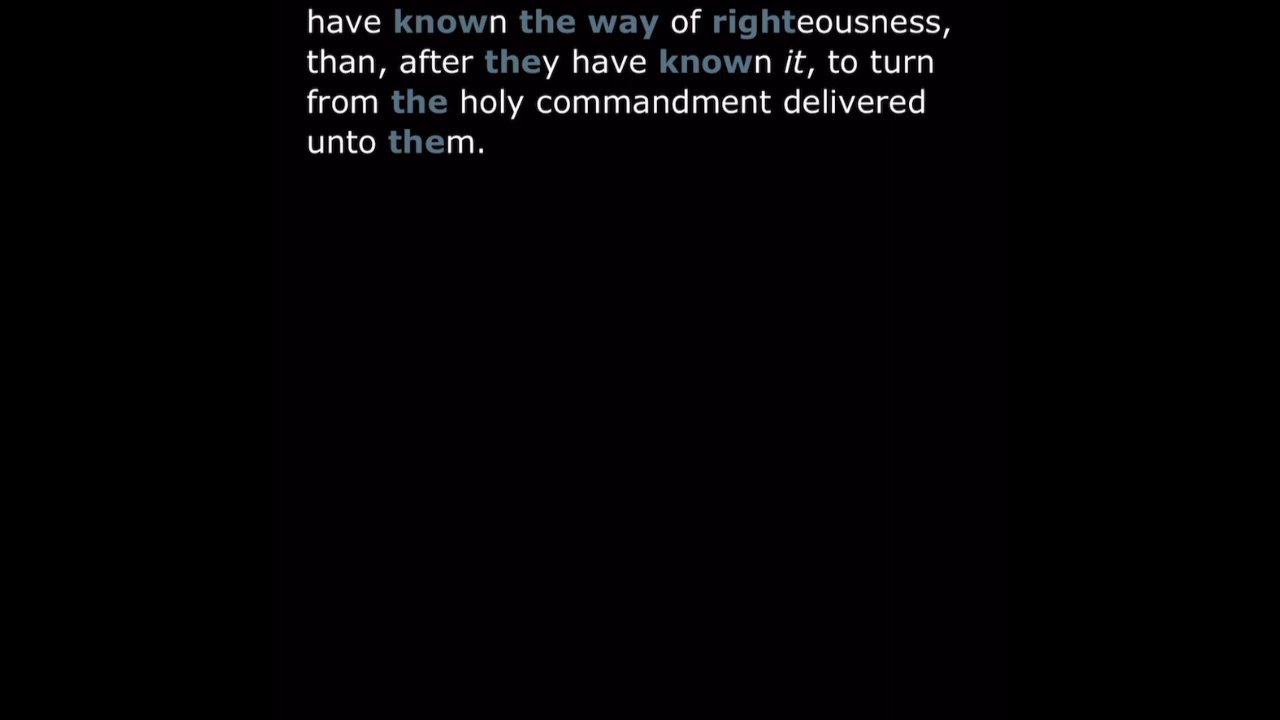 have known the way of righteousness,
than, after they have known it, to turn
from the holy commandment delivered
unto them.